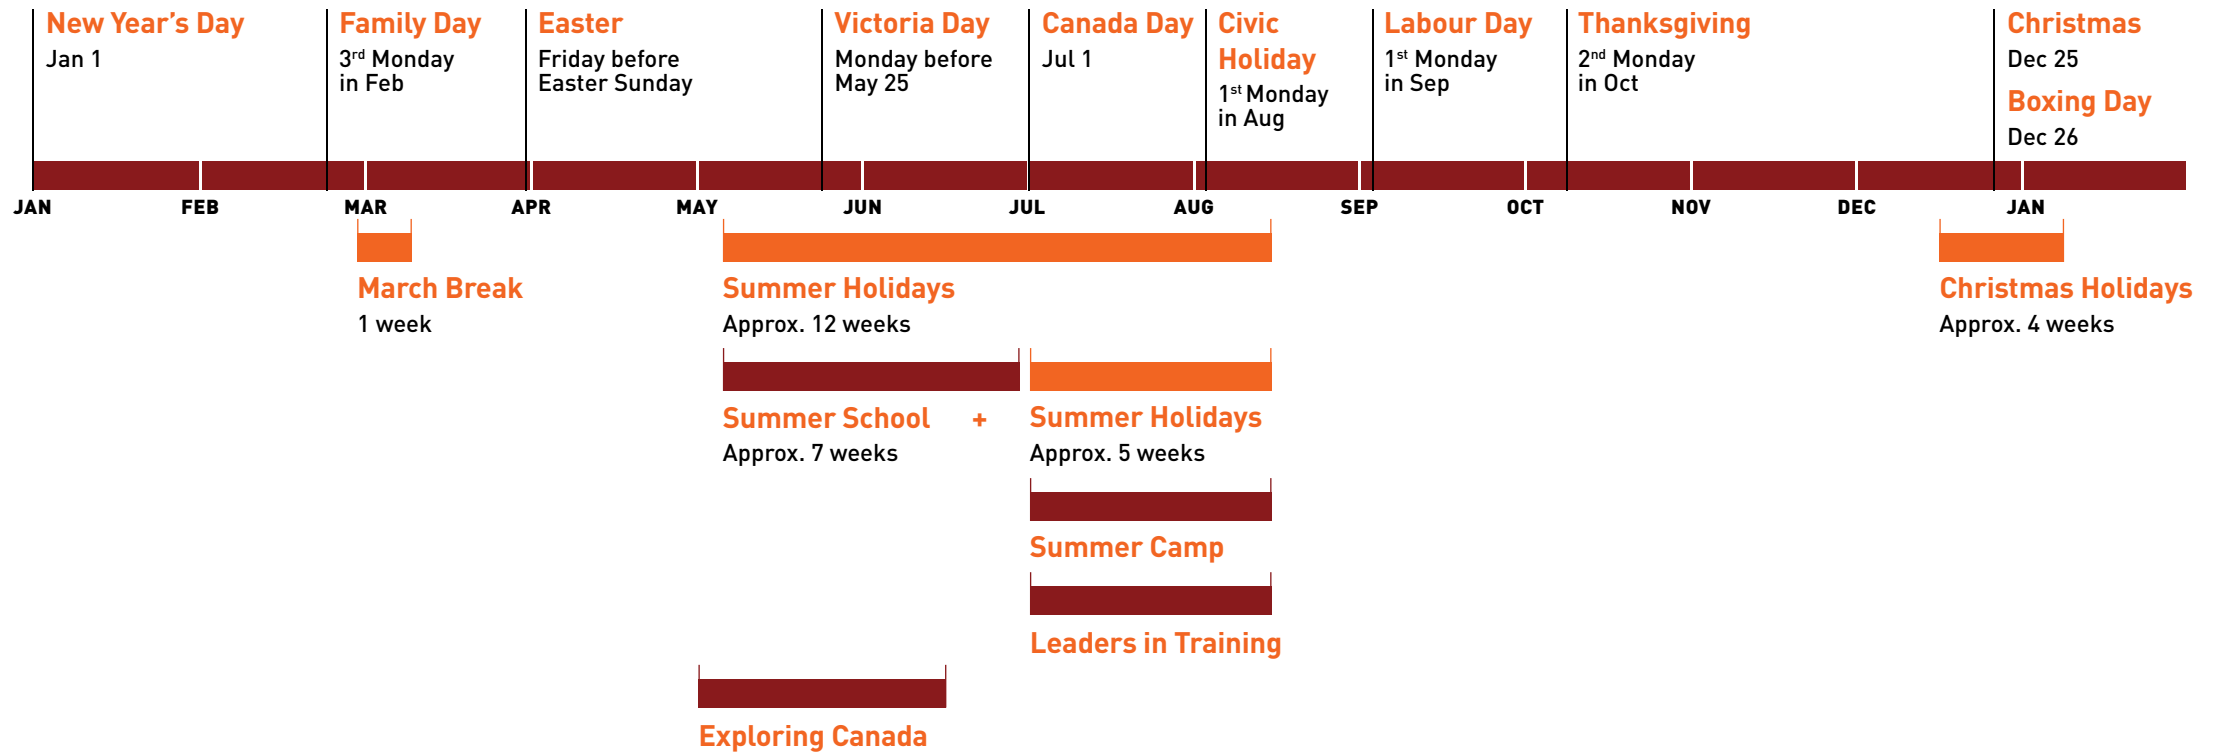 New Year’s Day
Jan 1
Family Day
3rd Monday
in Feb
Easter
Friday before
Easter Sunday
Victoria Day
Monday before
May 25
Canada Day
Jul 1
Civic
Holiday
1st Monday
in Aug
Labour Day
1st Monday
in Sep
Thanksgiving
2nd Monday
in Oct
Christmas
Dec 25
Boxing Day
Dec 26
JAN FEB MAR APR MAY JUN JUL AUG SEP OCT NOV DEC JAN
March Break
1 week
Summer Holidays
Approx. 12 weeks
Christmas Holidays
Approx. 4 weeks
Summer School +
Approx. 7 weeks
Summer Holidays
Approx. 5 weeks
Summer Camp
Leaders in Training
Exploring Canada